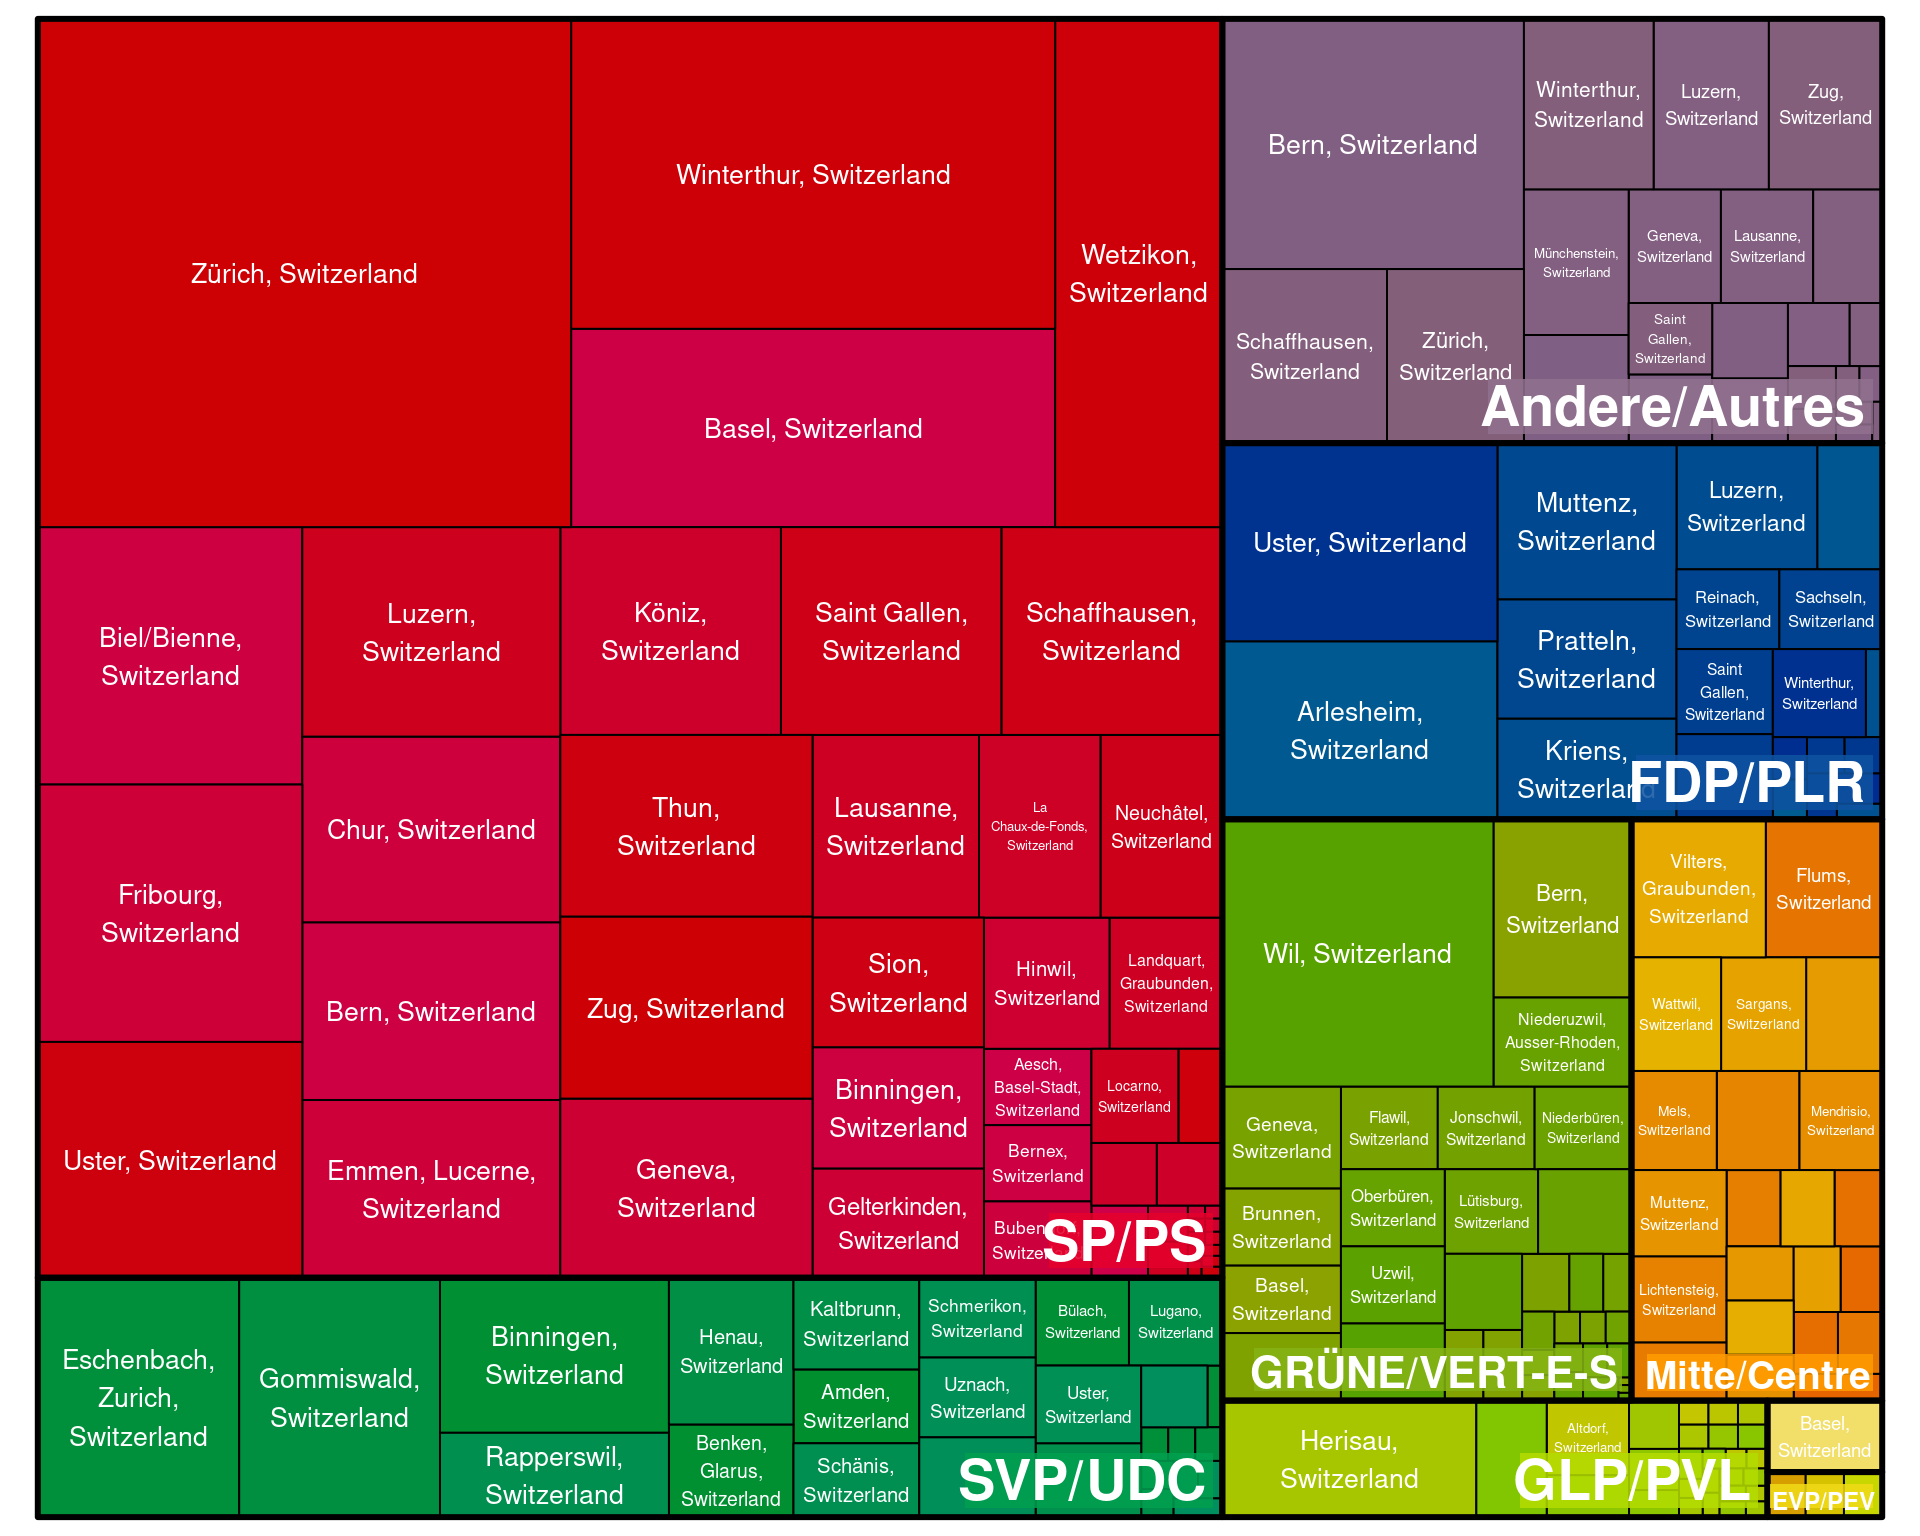 Zürich, Switzerland
Winterthur, Switzerland
Basel, Switzerland
Wetzikon,
Switzerland
Biel/Bienne,
Switzerland
Fribourg,
Switzerland
Uster, Switzerland
Luzern,
Switzerland
Chur, Switzerland
Bern, Switzerland
Emmen, Lucerne,
Switzerland
Köniz,
Switzerland
Saint Gallen,
Switzerland
Schaffhausen,
Switzerland
Thun,
Switzerland
Zug, Switzerland
Geneva,
Switzerland
Lausanne,
Switzerland
La
Chaux-de-Fonds,
Switzerland
Neuchâtel,
Switzerland
Sion,
Switzerland
Binningen,
Switzerland
Gelterkinden,
Switzerland
Hinwil,
Switzerland
Landquart,
Graubunden,
Switzerland
Aesch,
Basel-Stadt,
Switzerland
Bernex,
Switzerland
Locarno,
Switzerland
SP/PS
Eschenbach,
Zurich,
Switzerland
Gommiswald,
Switzerland
Binningen,
Switzerland
Rapperswil,
Switzerland
Henau,
Switzerland
Benken,
Glarus,
Switzerland
Kaltbrunn,
Switzerland
Amden,
Switzerland
Schänis,
Switzerland
Schmerikon,
Switzerland
Uznach,
Switzerland
Bülach,
Switzerland
Lugano,
Switzerland
Uster,
Switzerland
SVP/UDC
Bern, Switzerland
Schaffhausen,
Switzerland
Zürich,
Switzerland
Winterthur,
Switzerland
Luzern,
Switzerland
Zug,
Switzerland
Münchenstein,
Switzerland
Geneva,
Switzerland
Lausanne,
Switzerland
Saint
Gallen,
Switzerland
Andere/Autres
Uster, Switzerland
Arlesheim,
Switzerland
Muttenz,
Switzerland
Pratteln,
Switzerland
Kriens,
Switzerland
Luzern,
Switzerland
Reinach,
Switzerland
Sachseln,
Switzerland
Saint
Gallen,
Switzerland
Winterthur,
Switzerland
FDP/PLR
Wil, Switzerland
Bern,
Switzerland
Niederuzwil,
Ausser-Rhoden,
Switzerland
Geneva,
Switzerland
Brunnen,
Switzerland
Basel,
Switzerland
Flawil,
Switzerland
Jonschwil,
Switzerland
Niederbüren,
Switzerland
Oberbüren,
Switzerland
Lütisburg,
Switzerland
Uzwil,
Switzerland
GRÜNE/VERT-E-S
Vilters,
Graubunden,
Switzerland
Flums,
Switzerland
Wattwil,
Switzerland
Sargans,
Switzerland
Mels,
Switzerland
Mendrisio,
Switzerland
Muttenz,
Switzerland
Lichtensteig,
Switzerland
Mitte/Centre
Herisau,
Switzerland
Altdorf,
Switzerland
GLP/PVL
Basel,
Switzerland
EVP/PEV